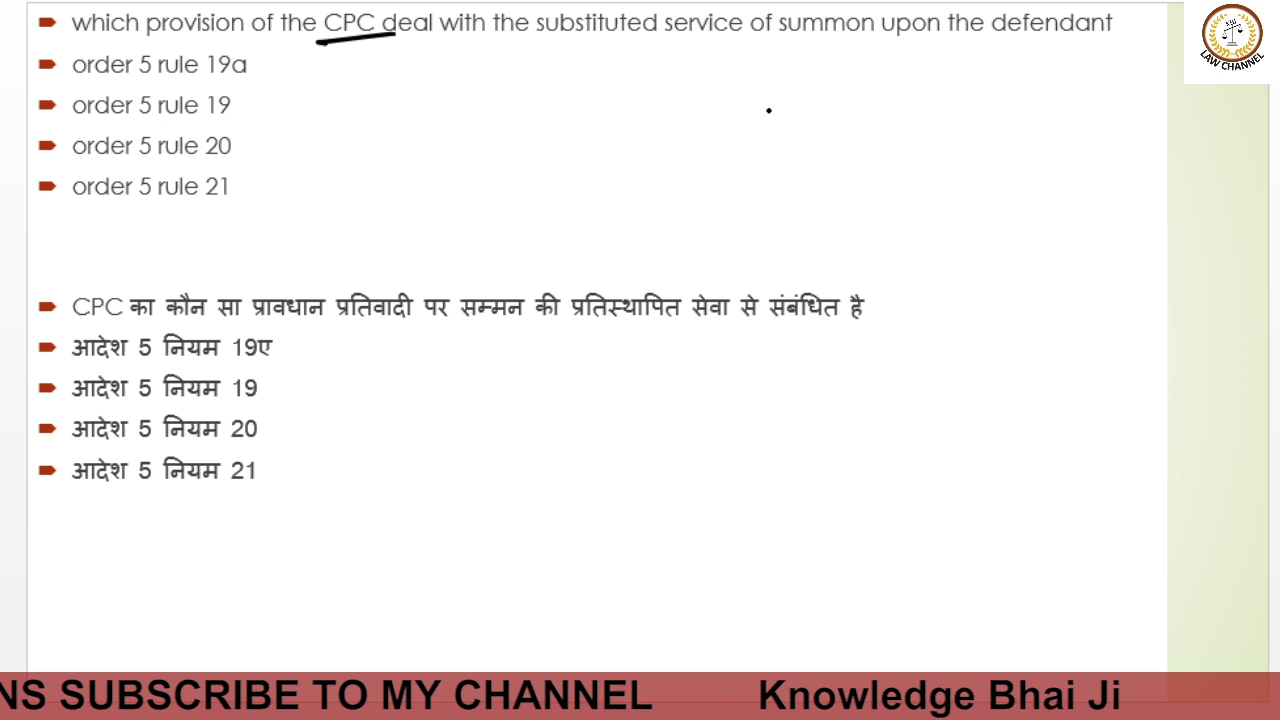 which provision of the CPC deal with the substituted service of summon upon the defendant
order 5 rule 19a
order 5 rule 19
order 5 rule 20
order 5 rule 21
CPC का कौन सा प्रावधान प्रतिवादी पर सम्मन की प्रतिस्थापित सेवा से संबंधित है
आदेश 5 नियम 19ए
आदेश 5 नियम 19
आदेश 5 नियम 20
आदेश 5 नियम 21
LAW CHANNEL
NS SUBSCRIBE TO MY CHANNEL Knowledge Bhai Ji